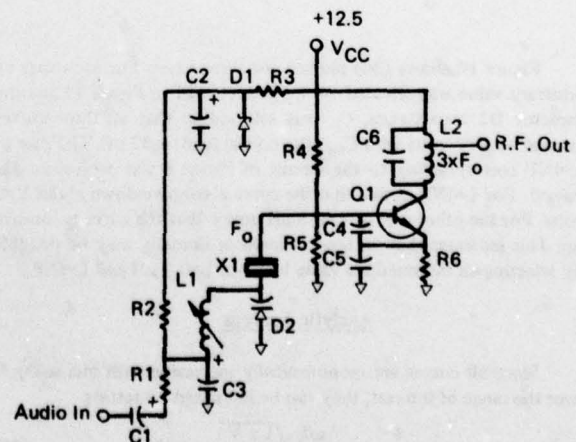 +12.5
VCC
C2 + D1 R3
L2
C6
R.F. Out
3xFo
R4
Q1
Fo
C4
X1
R5
C5
R6
L1
D2
R2
+
R1
C3
Audio In
+
C1